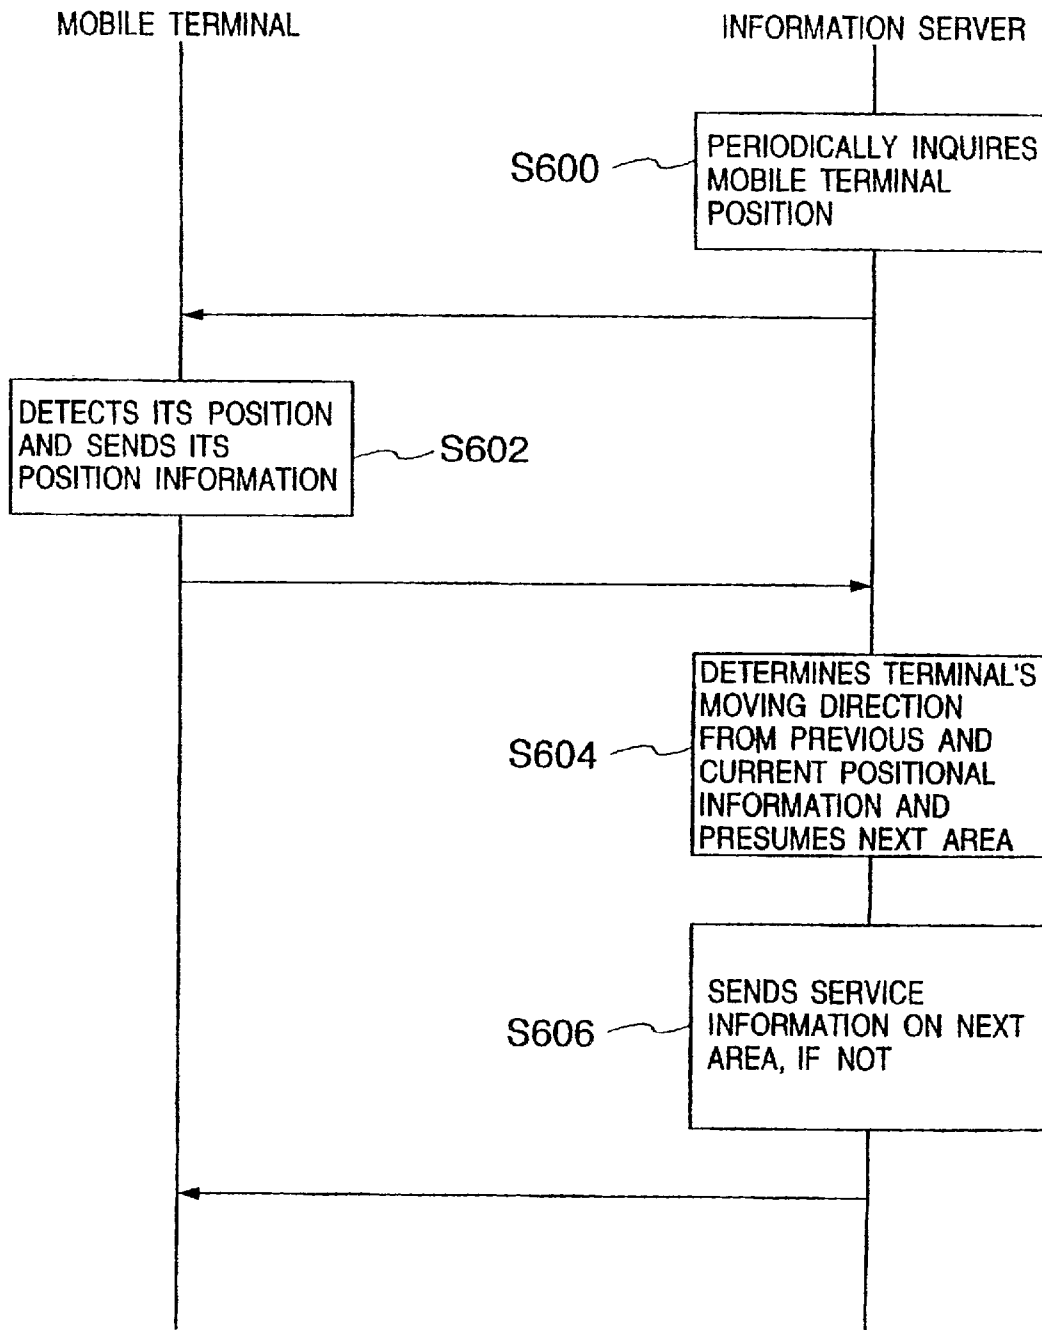 MOBILE TERMINAL
INFORMATION SERVER
S600
PERIODICALLY INQUIRES
MOBILE TERMINAL
POSITION
DETECTS ITS POSITION
AND SENDS ITS
POSITION INFORMATION
S602
S604
DETERMINES TERMINAL'S
MOVING DIRECTION
FROM PREVIOUS AND
CURRENT POSITIONAL
INFORMATION AND
PRESUMES NEXT AREA
S606
SENDS SERVICE
INFORMATION ON NEXT
AREA, IF NOT